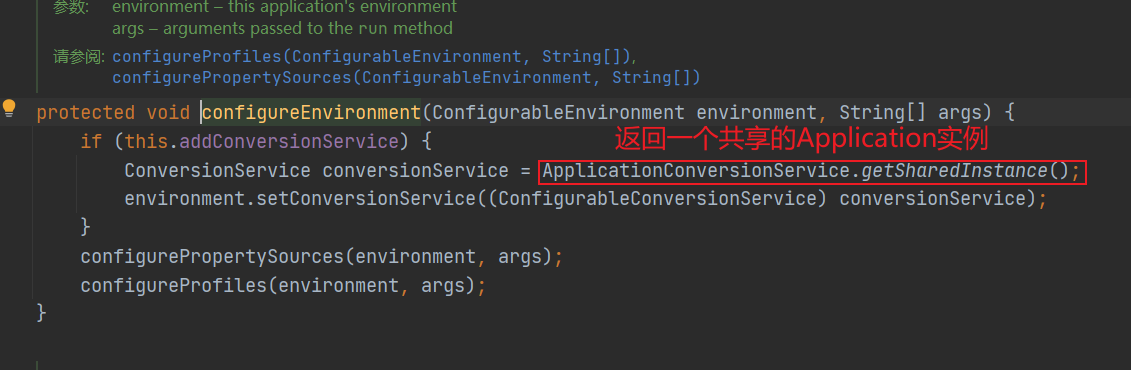 参数: environment – this application's environment
args – arguments passed to the run method
请参阅: configureProfiles(ConfigurableEnvironment, String[]),
configurePropertySources(ConfigurableEnvironment, String[])
protected void configureEnvironment(ConfigurableEnvironment environment, String[] args) {
if (this.addConversionService) {
返回一个共享的Application实例
ConversionService conversionService = ApplicationConversionService.getSharedInstance();
environment.setConversionService((ConfigurableConversionService) conversionService);
}
configurePropertySources(environment, args);
configureProfiles(environment, args);
}